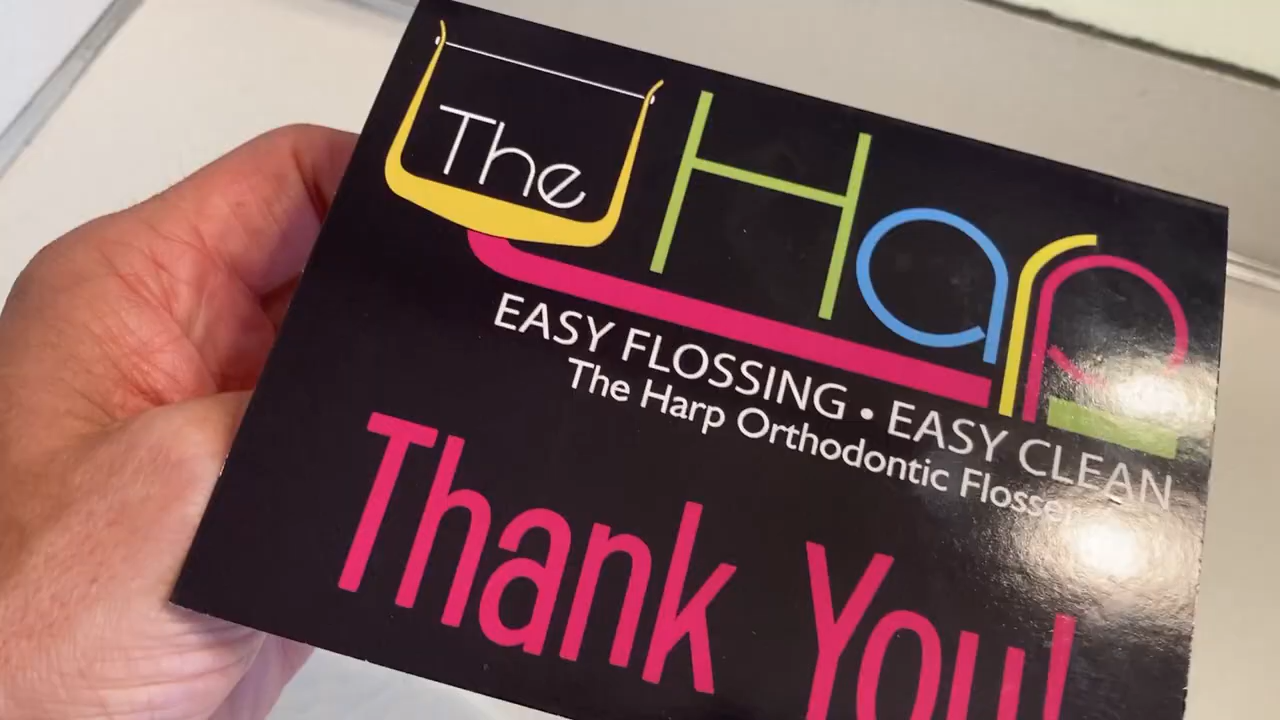 The Harp
EASY FLOSSING • EASY CLEAN
The Harp Orthodontic Flosser
Thank You!